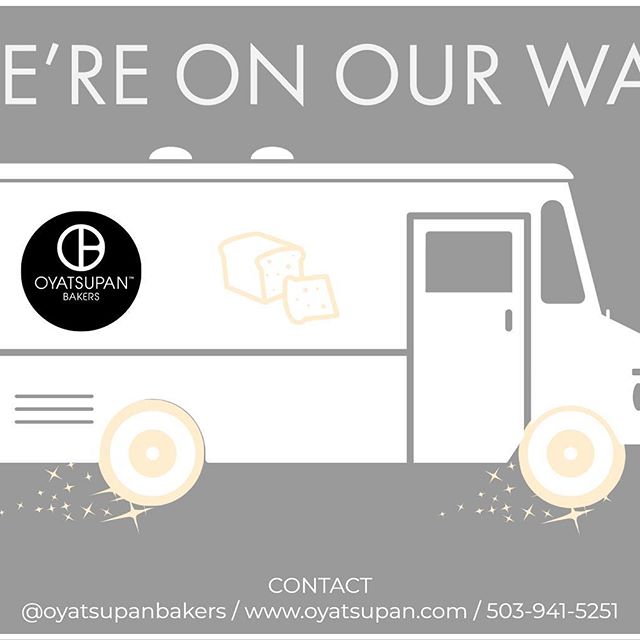 E'RE ON OUR WA
OYATSUPAN™
BAKERS
CONTACT
@oyatsupanbakers / www.oyatsupan.com / 503-941-5251